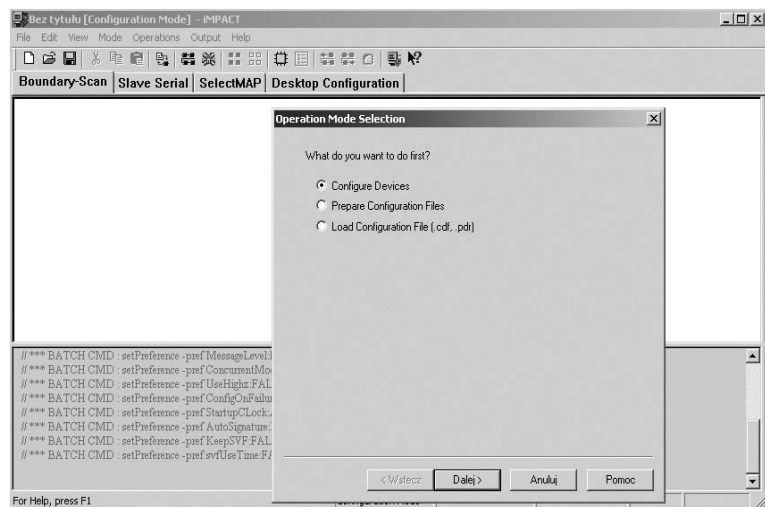 Bez tytułu [Configuration Mode] - iMPACT
File Edit View Mode Operations Output Help
Boundary-Scan Slave Serial SelectMAP Desktop Configuration
Operation Mode Selection
What do you want to do first?
Configure Devices
Prepare Configuration Files
Load Configuration File (.cdf, .pdr)
// *** BATCH CMD : setPreference -pref MessageLevel:
// *** BATCH CMD : setPreference -pref ConcurrentMo
// *** BATCH CMD : setPreference -pref UseHighz:FAL
// *** BATCH CMD : setPreference -pref ConfigOnFailu
// *** BATCH CMD : setPreference -pref StartupCLock:
// *** BATCH CMD : setPreference -pref AutoSignature:
// *** BATCH CMD : setPreference -pref KeepSVF:FAL
// *** BATCH CMD : setPreference -pref svfUseTime:FA
< Wstecz Dalej > Anuluj Pomoc
For Help, press F1